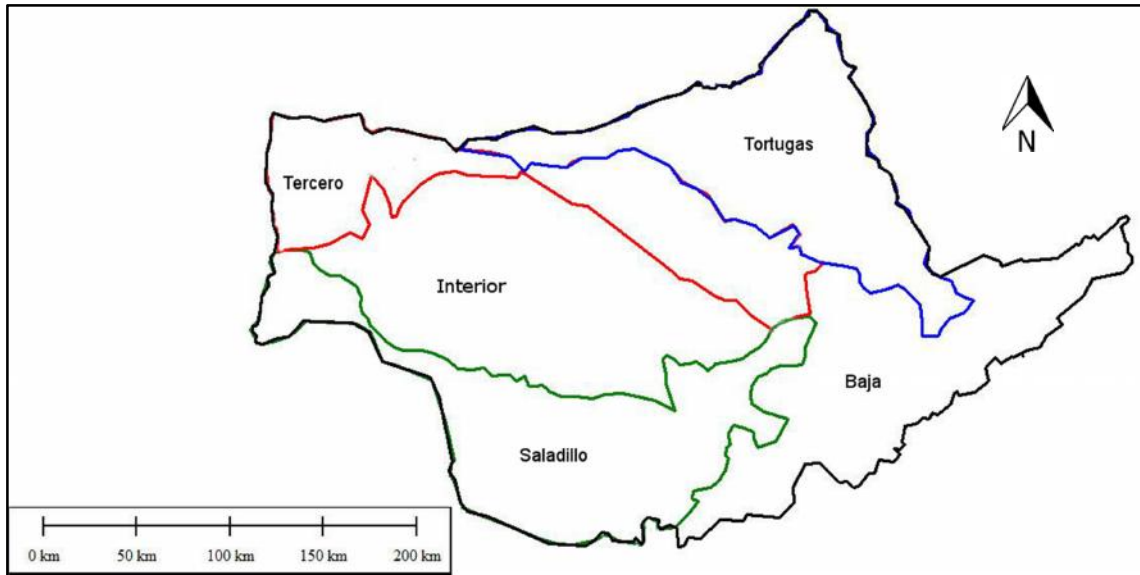 Tortugas
N
Tercero
Interior
Baja
Saladillo
0 km 50 km 100 km 150 km 200 km